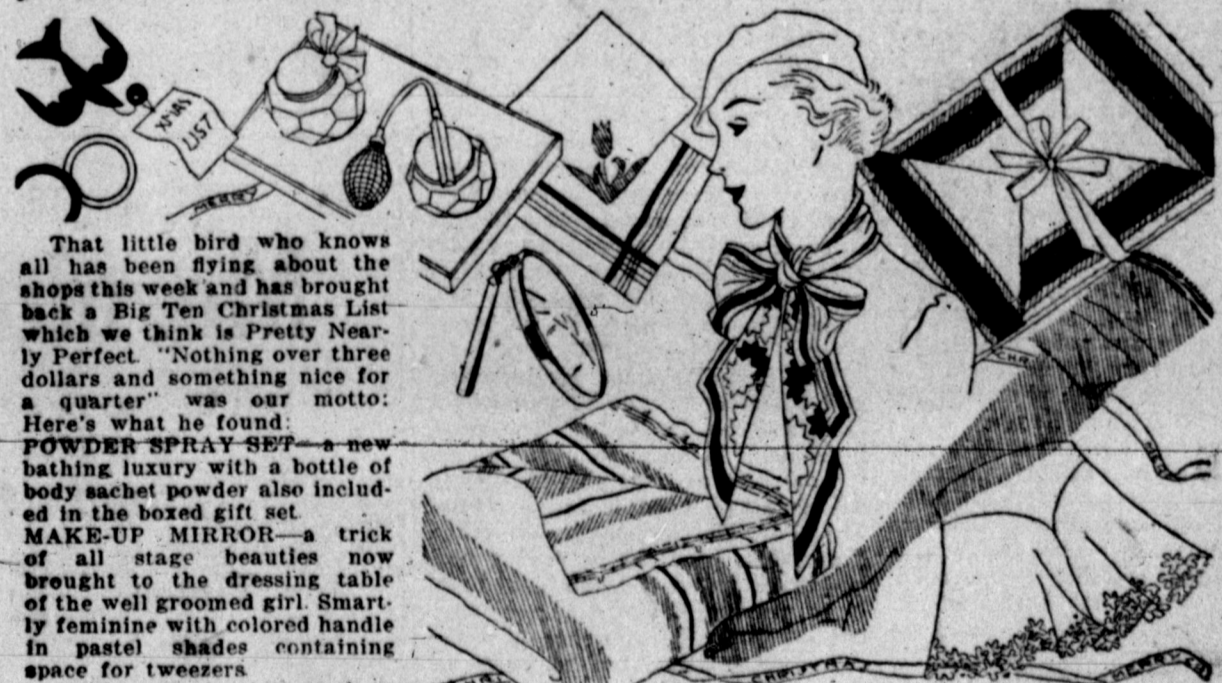 XMAS
LIST
MERRY
That little bird who knows
all has been flying about the
shops this week and has brought
back a Big Ten Christmas List
which we think is Pretty Near-
ly Perfect. "Nothing over three
dollars and something nice for
a quarter" was our motto:
Here's what he found:
POWDER SPRAY SET—a new
bathing luxury with a bottle of
body sachet powder also includ-
ed in the boxed gift set.
MAKE-UP MIRROR—a trick
of all stage beauties now
brought to the dressing table
of the well groomed girl. Smart-
ly feminine with colored handle
in pastel shades containing
space for tweezers.
CHR
CHRISTMAS
MERRY CH